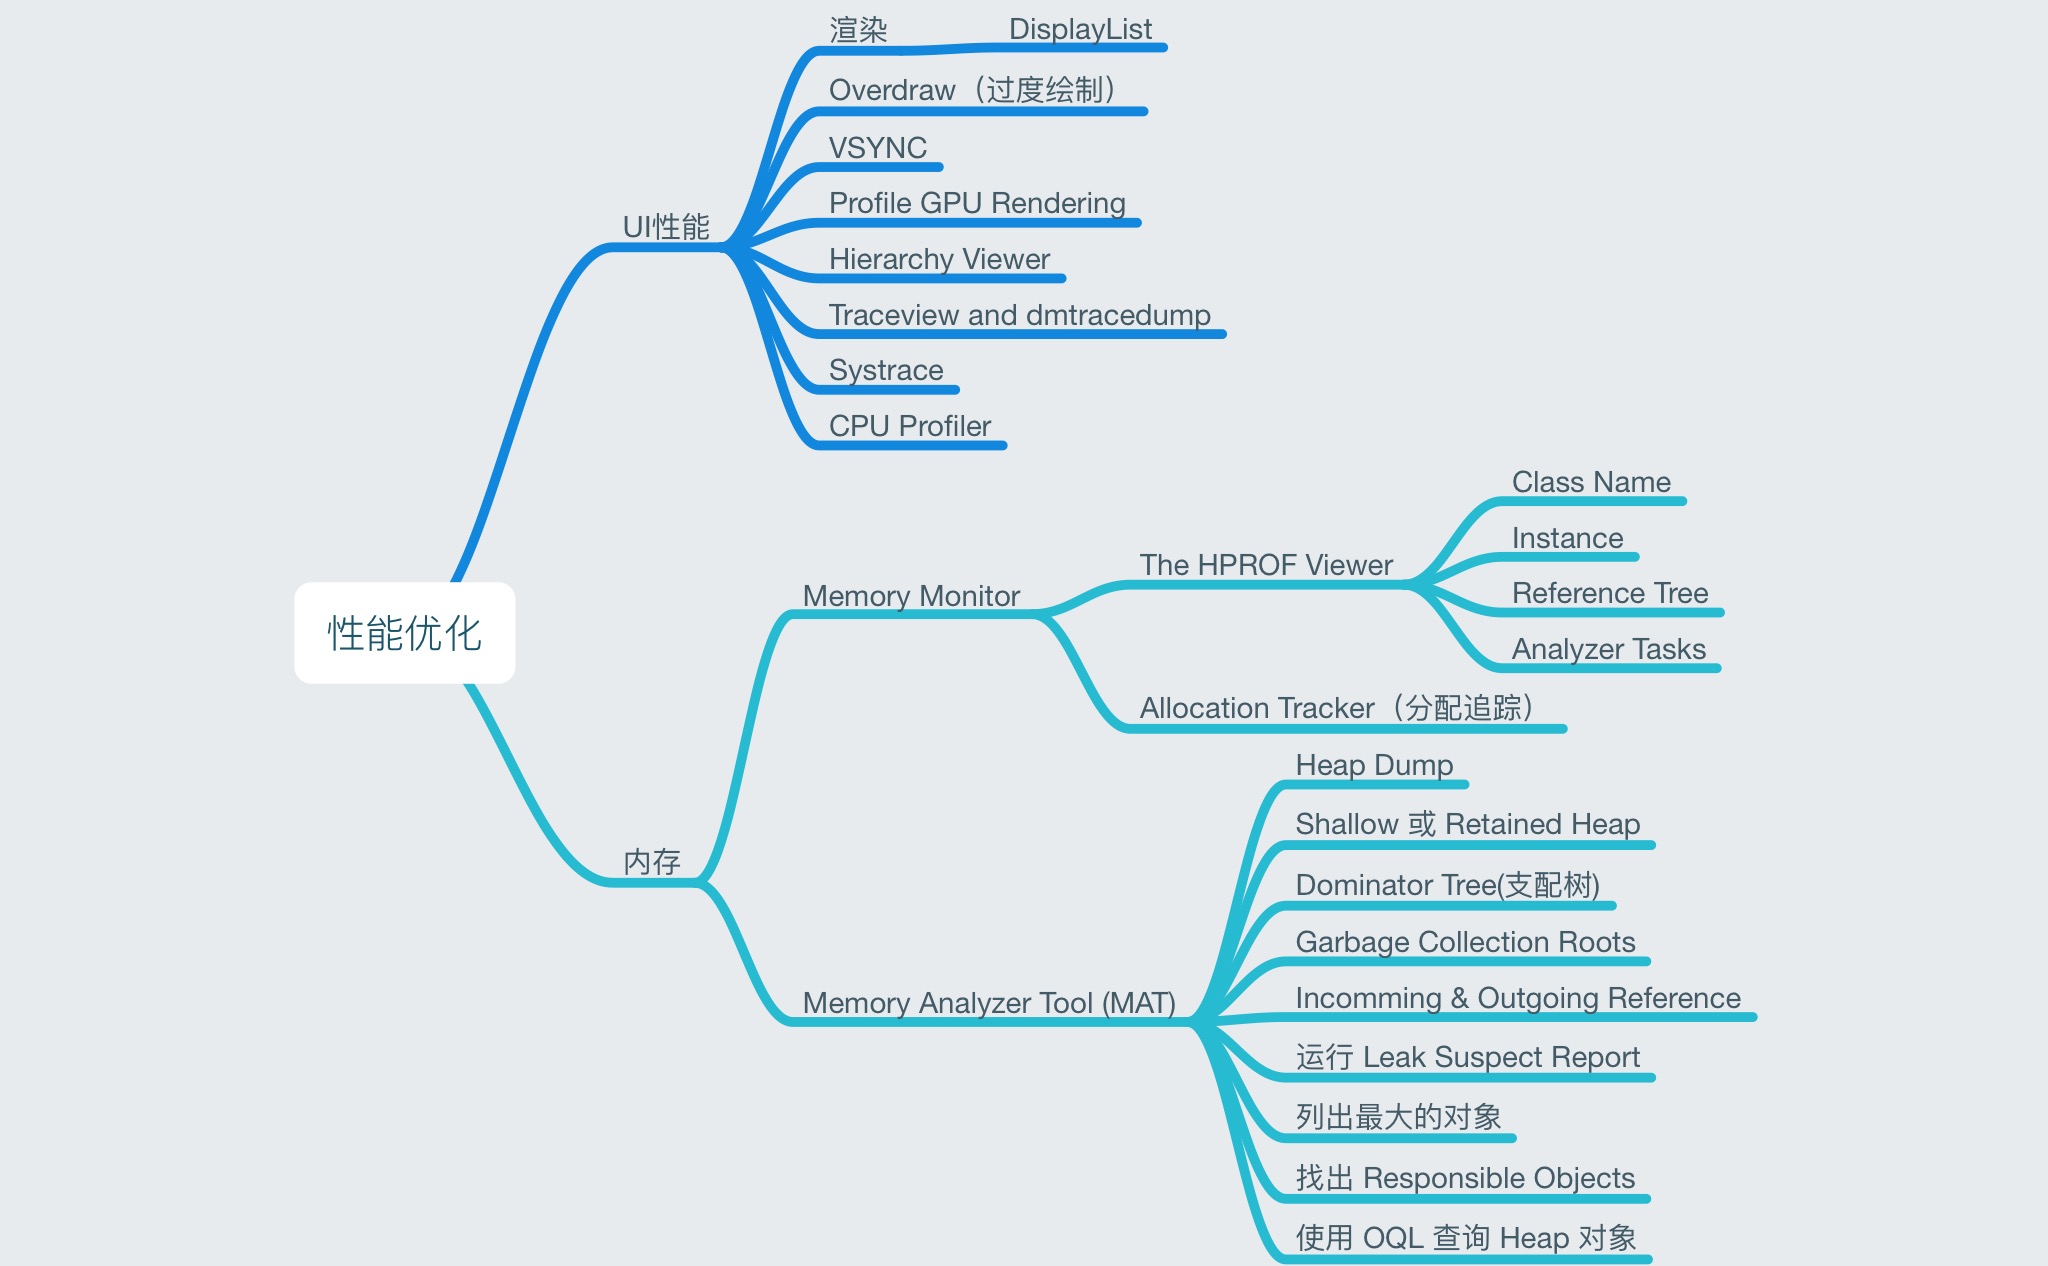 性能优化
UI性能
渲染
DisplayList
Overdraw（过度绘制）
VSYNC
Profile GPU Rendering
Hierarchy Viewer
Traceview and dmtracedump
Systrace
CPU Profiler
内存
Memory Monitor
The HPROF Viewer
Class Name
Instance
Reference Tree
Analyzer Tasks
Allocation Tracker（分配追踪）
Memory Analyzer Tool (MAT)
Heap Dump
Shallow 或 Retained Heap
Dominator Tree(支配树)
Garbage Collection Roots
Incomming & Outgoing Reference
运行 Leak Suspect Report
列出最大的对象
找出 Responsible Objects
使用 OQL 查询 Heap 对象